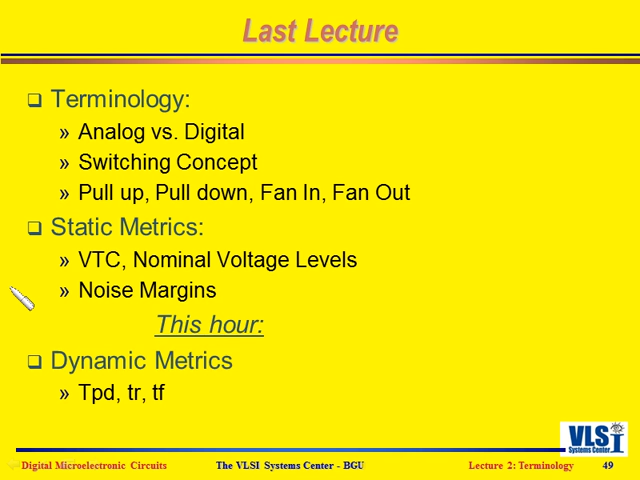 Last Lecture
Terminology:
» Analog vs. Digital
» Switching Concept
» Pull up, Pull down, Fan In, Fan Out
Static Metrics:
» VTC, Nominal Voltage Levels
» Noise Margins
This hour:
Dynamic Metrics
» Tpd, tr, tf
VLSI
Systems Center
Digital Microelectronic Circuits The VLSI Systems Center - BGU Lecture 2: Terminology 49